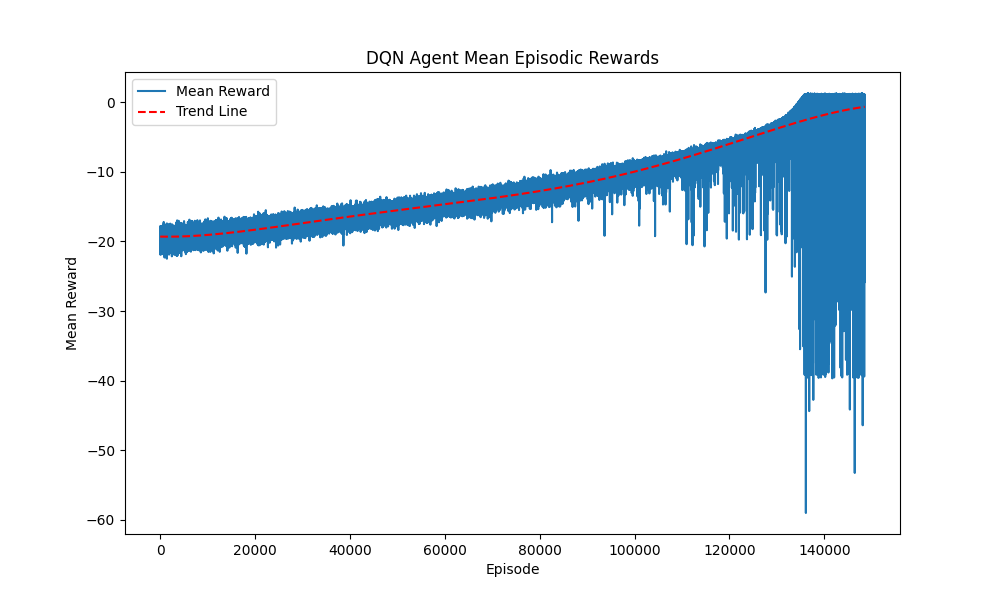 DQN Agent Mean Episodic Rewards
Mean Reward
Trend Line
0
−10
−20
−30
−40
−50
−60
Mean Reward
0 20000 40000 60000 80000 100000 120000 140000
Episode